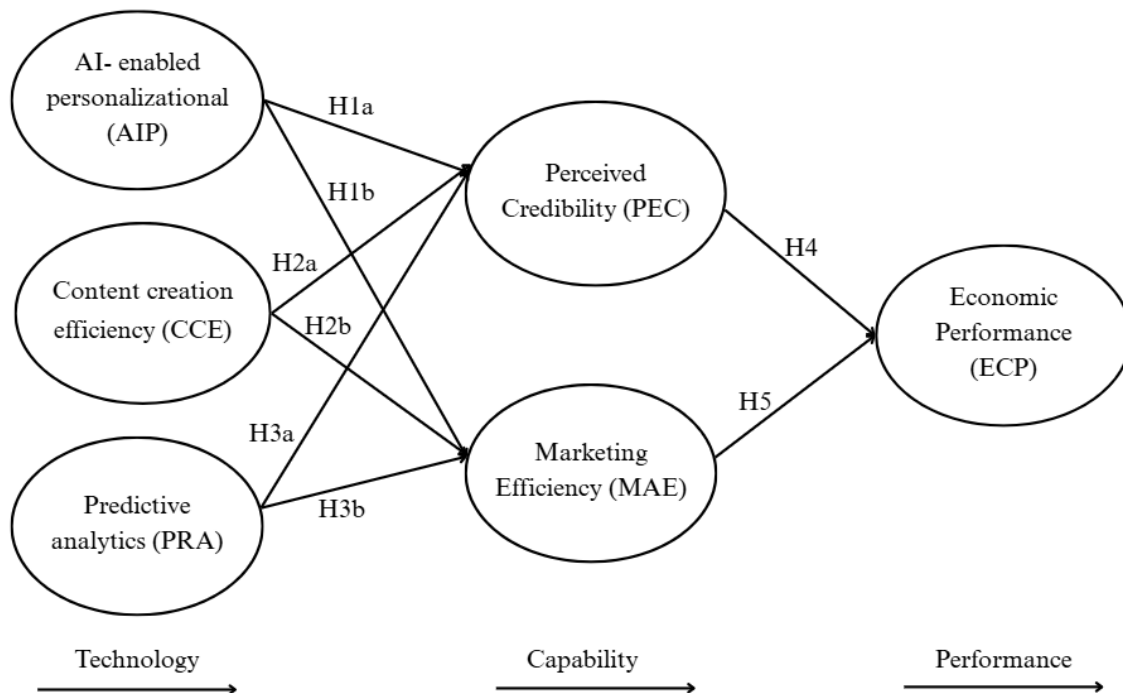 AI- enabled
personalizational
(AIP)
H1a
H1b
Perceived
Credibility (PEC)
H4
Content creation
efficiency (CCE)
H2a
H2b
Economic
Performance
(ECP)
H3a
H5
Marketing
Efficiency (MAE)
Predictive
analytics (PRA)
H3b
Technology
Capability
Performance